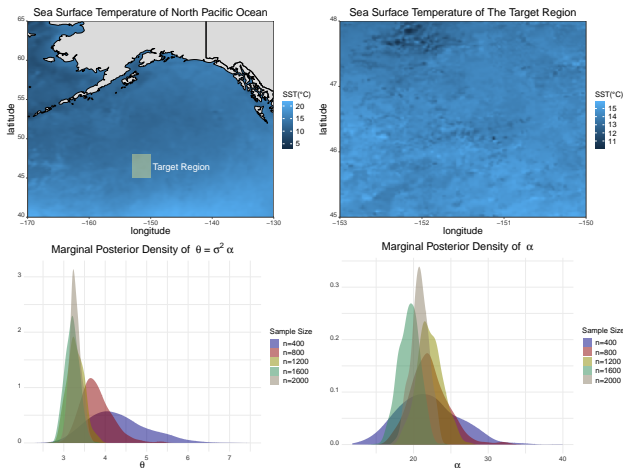 Sea Surface Temperature of North Pacific Ocean
65
60
55
50
45
40
latitude
−170
−160
−150
−140
−130
longitude
Target Region
SST(°C)
20
15
10
5
Sea Surface Temperature of The Target Region
48
47
46
45
latitude
−153
−152
−151
−150
longitude
SST(°C)
15
14
13
12
11
Marginal Posterior Density of θ = σ² α
3
2
1
0
3
4
5
6
7
θ
Sample Size
n=400
n=800
n=1200
n=1600
n=2000
Marginal Posterior Density of α
0.3
0.2
0.1
0.0
20
30
40
α
Sample Size
n=400
n=800
n=1200
n=1600
n=2000